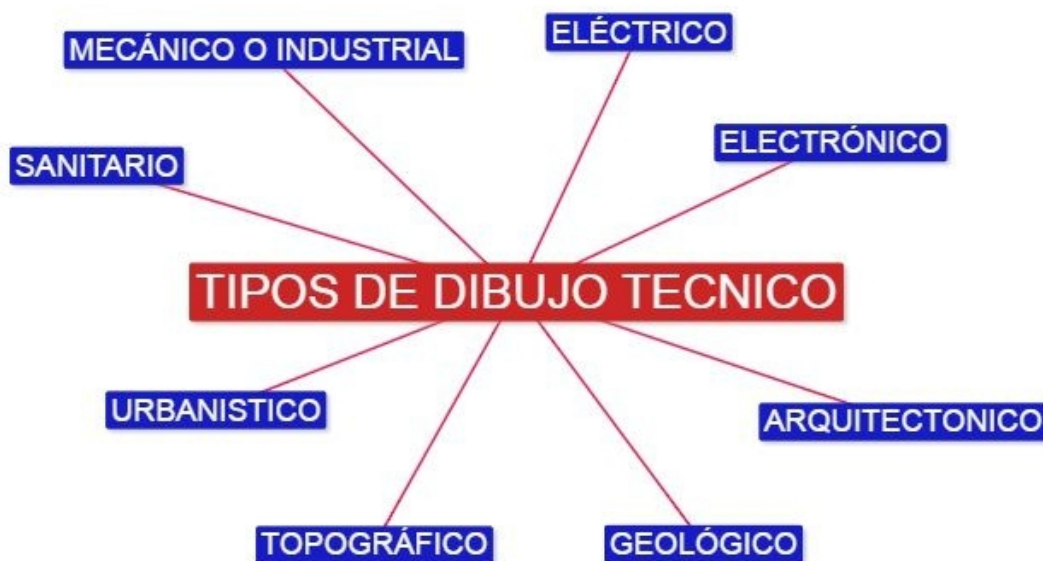 ELÉCTRICO
MECÁNICO O INDUSTRIAL
ELECTRÓNICO
SANITARIO
TIPOS DE DIBUJO TECNICO
URBANISTICO
ARQUITECTONICO
TOPOGRÁFICO
GEOLÓGICO